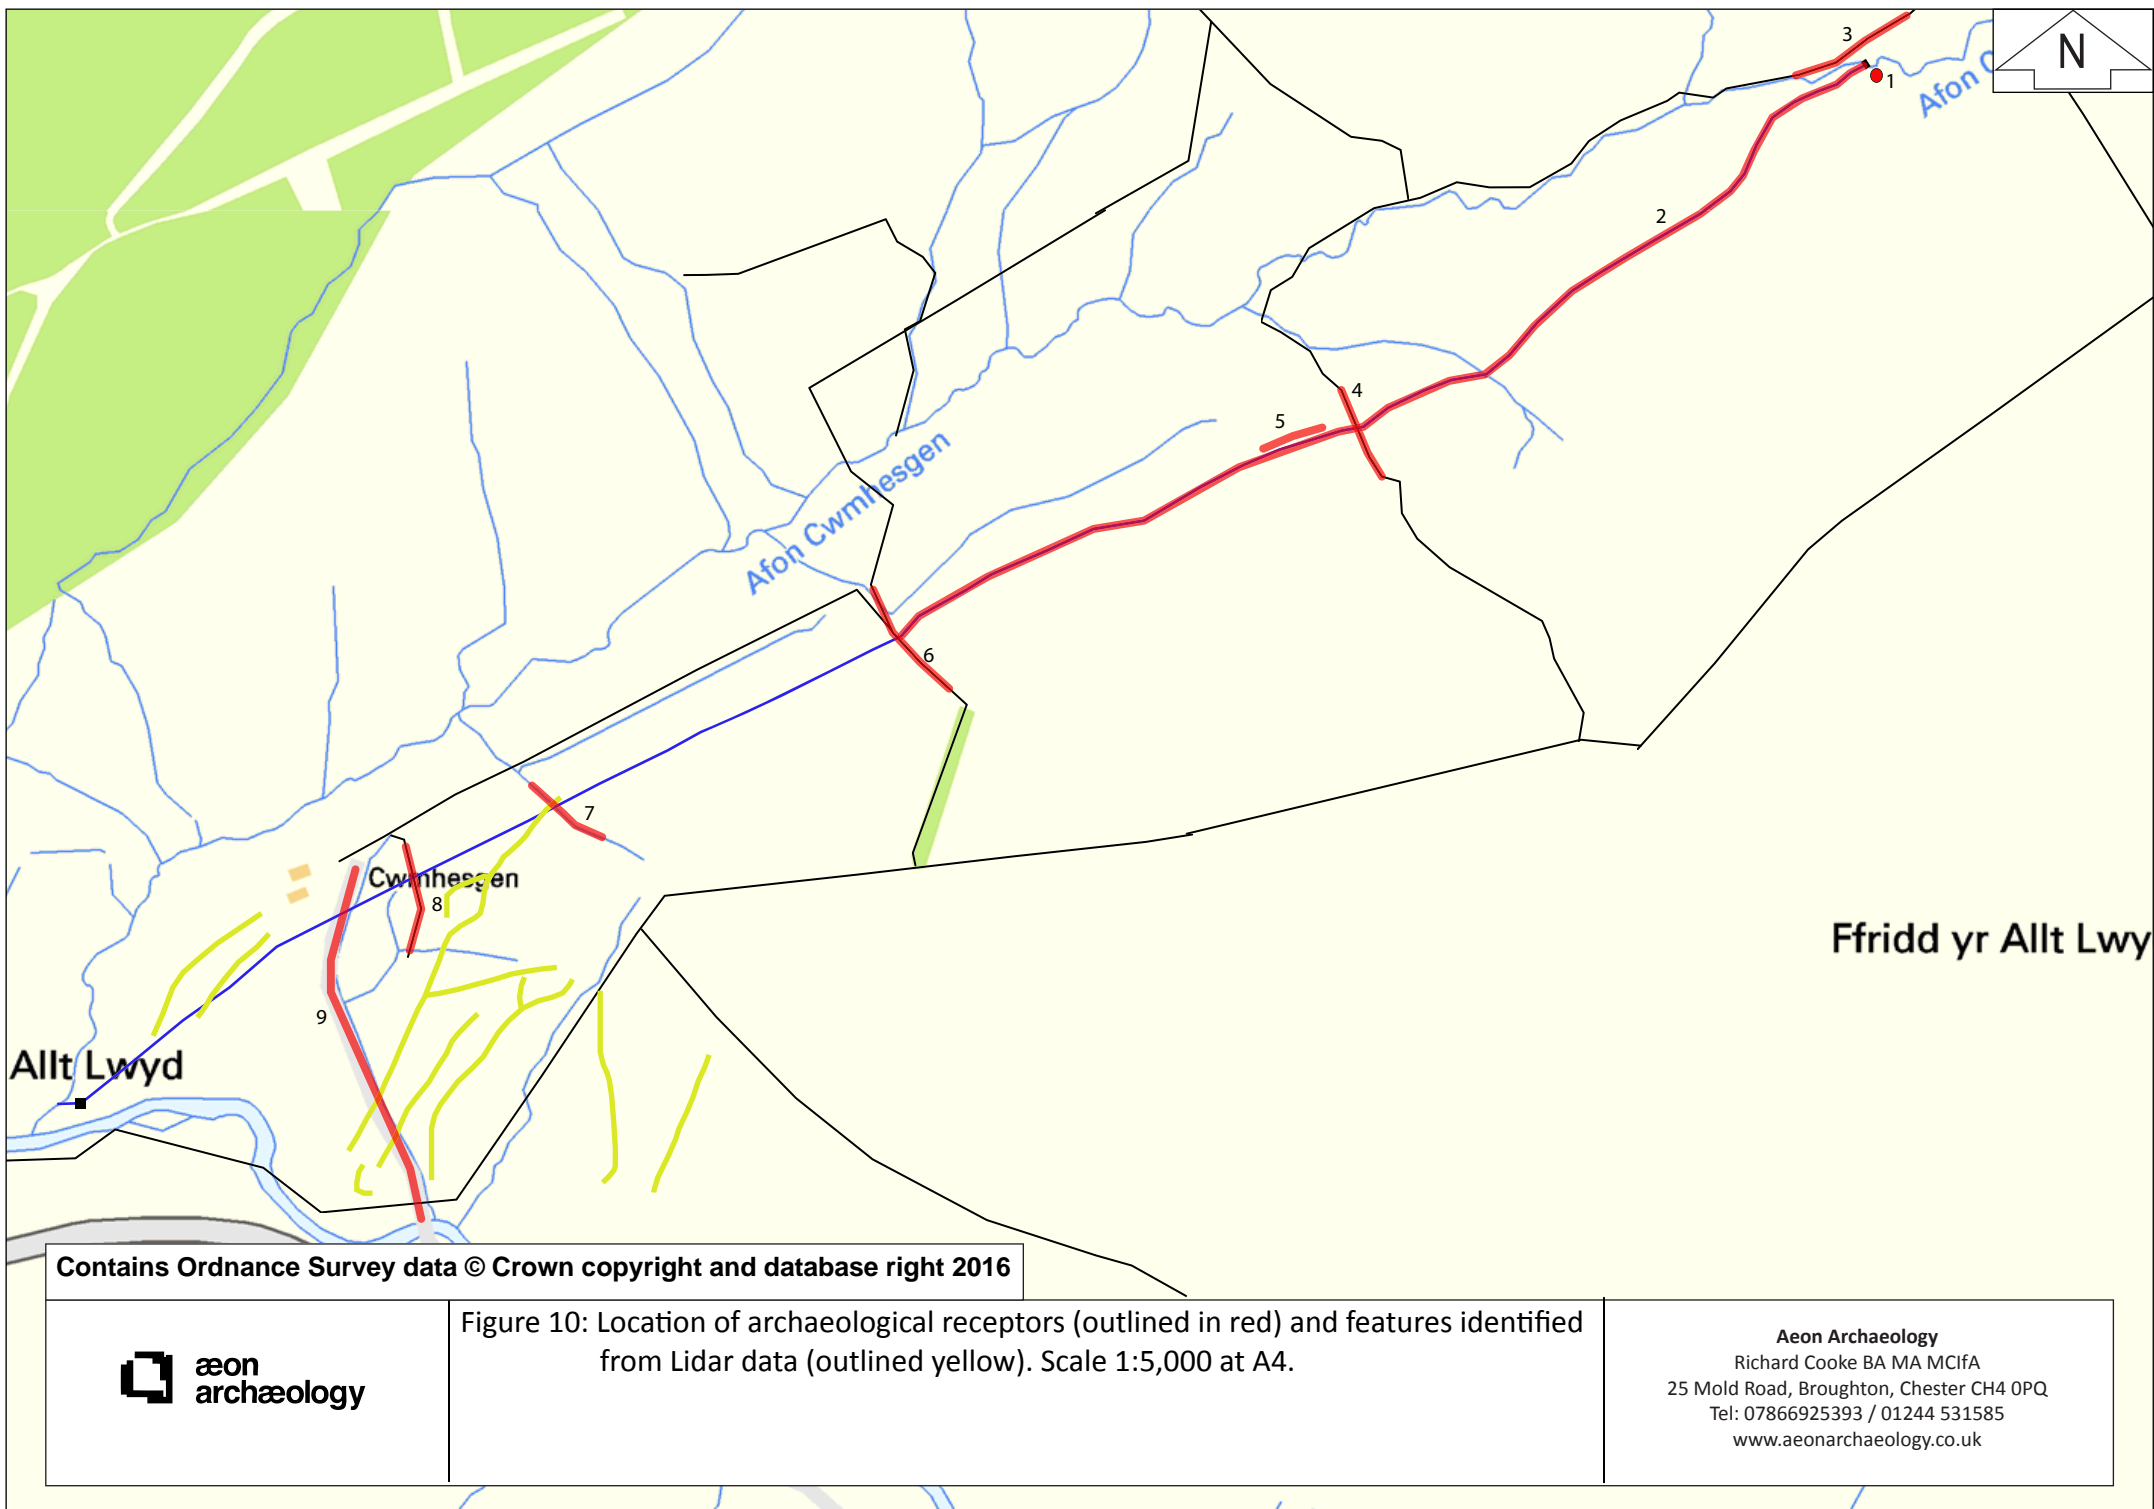 3
N
1
Afon C
2
4
5
Afon Cwmhesgen
6
7
Cwmhesgen
8
Ffridd yr Allt Lwy
9
Allt Lwyd
Contains Ordnance Survey data © Crown copyright and database right 2016
æon
archæology
Figure 10: Location of archaeological receptors (outlined in red) and features identified
from Lidar data (outlined yellow). Scale 1:5,000 at A4.
Aeon Archaeology
Richard Cooke BA MA MCIfA
25 Mold Road, Broughton, Chester CH4 0PQ
Tel: 07866925393 / 01244 531585
www.aeonarchaeology.co.uk